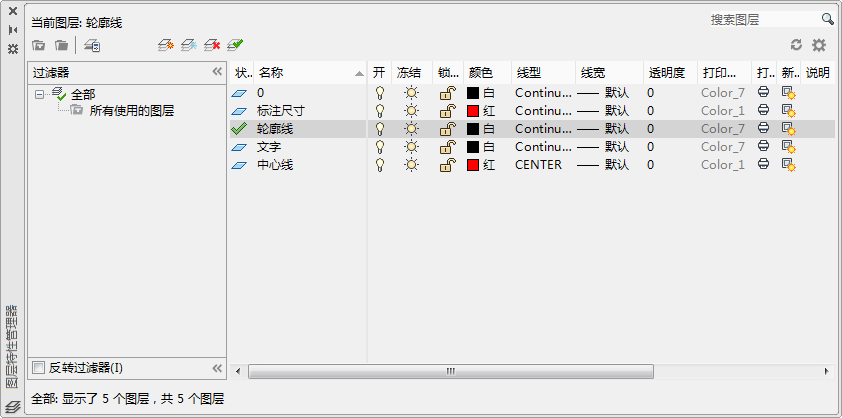 当前图层: 轮廓线
搜索图层
过滤器
全部
所有使用的图层
状.. 名称 开 冻结 锁... 颜色 线型 线宽 透明度 打印... 打.. 新.. 说明
0 白 Continu... 默认 0 Color_7
标注尺寸 红 Continu... 默认 0 Color_1
轮廓线 白 Continu... 默认 0 Color_7
文字 白 Continu... 默认 0 Color_7
中心线 红 CENTER 默认 0 Color_1
反转过滤器(I)
全部: 显示了 5 个图层，共 5 个图层
图层特性管理器